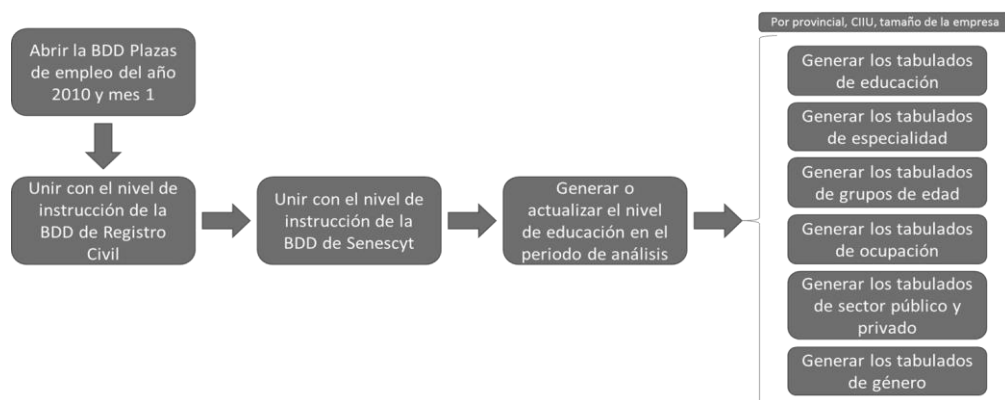 Por provincial, CIIU, tamaño de la empresa
Abrir la BDD Plazas
de empleo del año
2010 y mes 1
Unir con el nivel de
instrucción de la
BDD de Registro
Civil
Unir con el nivel de
instrucción de la
BDD de Senescyt
Generar o
actualizar el nivel
de educación en el
periodo de análisis
Generar los tabulados
de educación
Generar los tabulados
de especialidad
Generar los tabulados
de grupos de edad
Generar los tabulados
de ocupación
Generar los tabulados
de sector público y
privado
Generar los tabulados
de género